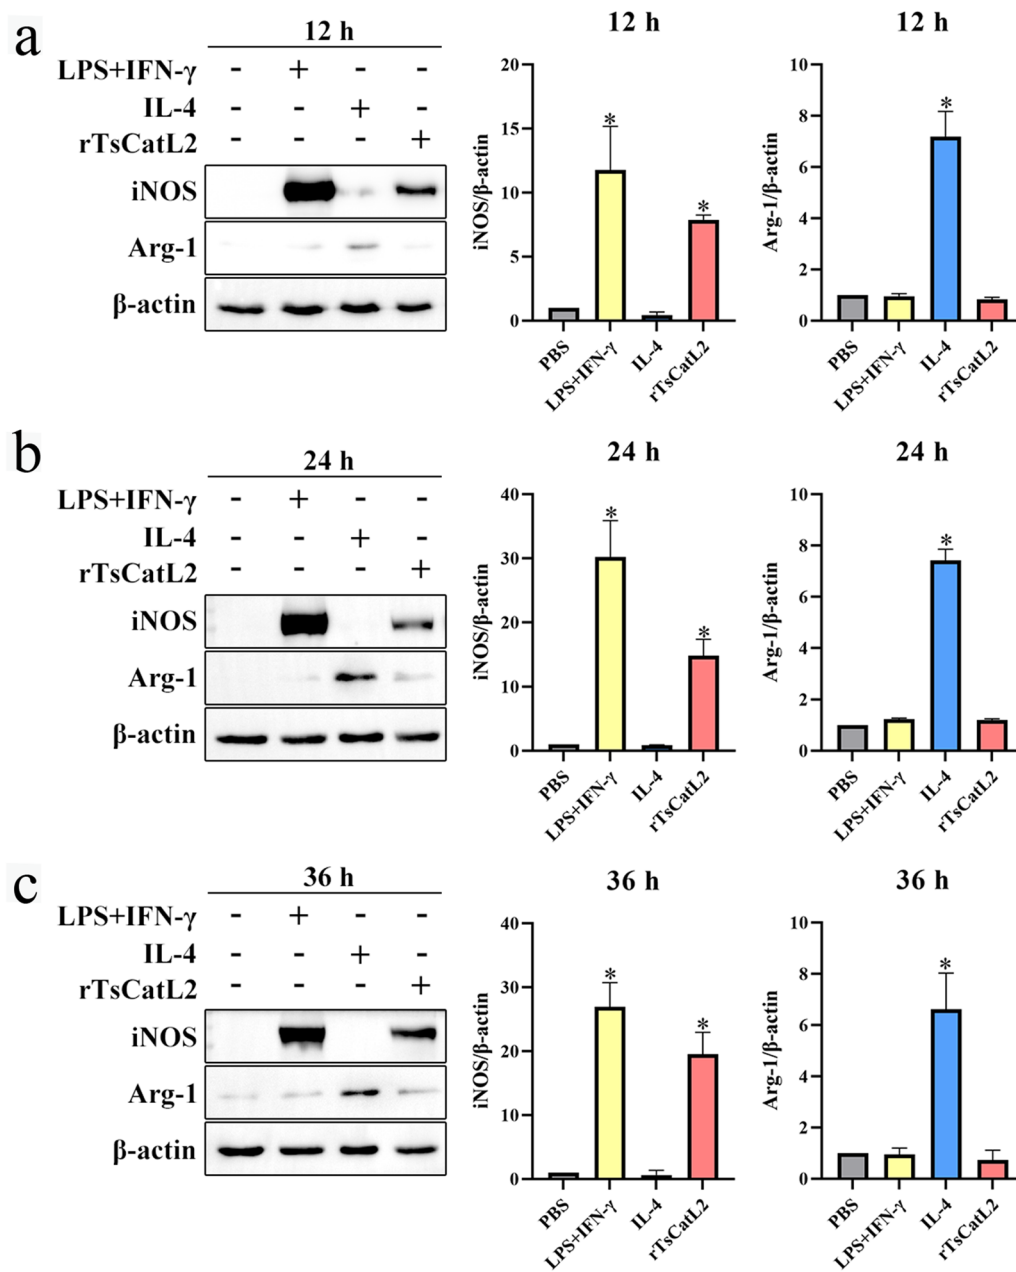 a
12 h
LPS+IFN-γ - + - -
IL-4 - - + -
rTsCatL2 - - - +
iNOS
Arg-1
β-actin
12 h
iNOS/β-actin
20
15
10
5
0
*
*
PBS
LPS+IFN-γ
IL-4
rTsCatL2
12 h
Arg-1/β-actin
10
8
6
4
2
0
*
PBS
LPS+IFN-γ
IL-4
rTsCatL2
b
24 h
LPS+IFN-γ - + - -
IL-4 - - + -
rTsCatL2 - - - +
iNOS
Arg-1
β-actin
24 h
iNOS/β-actin
40
30
20
10
0
*
*
PBS
LPS+IFN-γ
IL-4
rTsCatL2
24 h
Arg-1/β-actin
10
8
6
4
2
0
*
PBS
LPS+IFN-γ
IL-4
rTsCatL2
c
36 h
LPS+IFN-γ - + - -
IL-4 - - + -
rTsCatL2 - - - +
iNOS
Arg-1
β-actin
36 h
iNOS/β-actin
40
30
20
10
0
*
*
PBS
LPS+IFN-γ
IL-4
rTsCatL2
36 h
Arg-1/β-actin
10
8
6
4
2
0
*
PBS
LPS+IFN-γ
IL-4
rTsCatL2